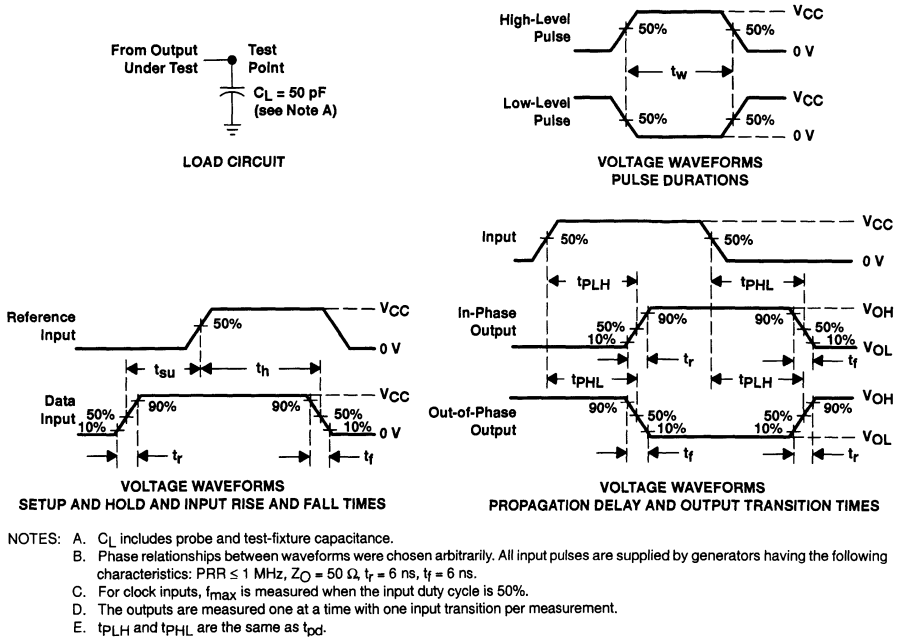 From Output
Under Test
Test
Point
CL = 50 pF
(see Note A)
LOAD CIRCUIT
High-Level
Pulse
50%
50%
VCC
0 V
tw
Low-Level
Pulse
50%
50%
VCC
0 V
VOLTAGE WAVEFORMS
PULSE DURATIONS
Reference
Input
50%
VCC
0 V
tsu
th
Data
Input
50%
10%
90%
90%
50%
10%
VCC
0 V
tr
tf
VOLTAGE WAVEFORMS
SETUP AND HOLD AND INPUT RISE AND FALL TIMES
Input
50%
50%
VCC
0 V
tPLH
tPHL
In-Phase
Output
50%
10%
90%
90%
50%
10%
VOH
VOL
tr
tf
tPHL
tPLH
Out-of-Phase
Output
90%
50%
10%
50%
10%
90%
VOH
VOL
tf
tr
VOLTAGE WAVEFORMS
PROPAGATION DELAY AND OUTPUT TRANSITION TIMES
NOTES: A. CL includes probe and test-fixture capacitance.
B. Phase relationships between waveforms were chosen arbitrarily. All input pulses are supplied by generators having the following
characteristics: PRR ≤ 1 MHz, ZO = 50 Ω, tr = 6 ns, tf = 6 ns.
C. For clock inputs, fmax is measured when the input duty cycle is 50%.
D. The outputs are measured one at a time with one input transition per measurement.
E. tPLH and tPHL are the same as tpd.